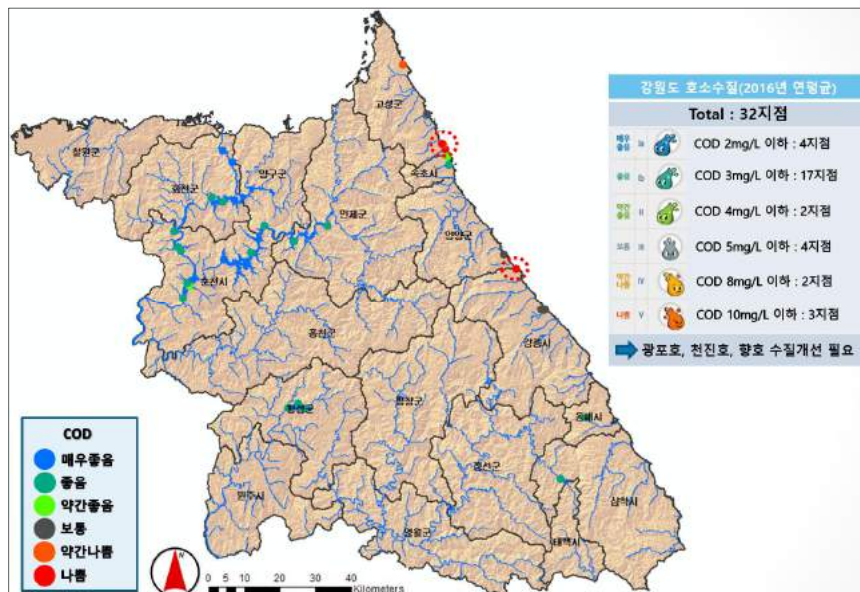 강원도 호소수질(2016년 연평균)
Total : 32지점
매우 좋음 Ia COD 2mg/L 이하 : 4지점
좋음 Ib COD 3mg/L 이하 : 17지점
약간 좋음 II COD 4mg/L 이하 : 2지점
보통 III COD 5mg/L 이하 : 4지점
약간 나쁨 IV COD 8mg/L 이하 : 2지점
나쁨 V COD 10mg/L 이하 : 3지점
광포호, 천진호, 향호 수질개선 필요
고성군
철원군
화천군
양구군
속초시
인제군
양양군
춘천시
홍천군
강릉시
횡성군
평창군
동해시
정선군
원주시
삼척시
영월군
태백시
COD
매우좋음
좋음
약간좋음
보통
약간나쁨
나쁨
N
0 5 10 20 30 40
Kilometers